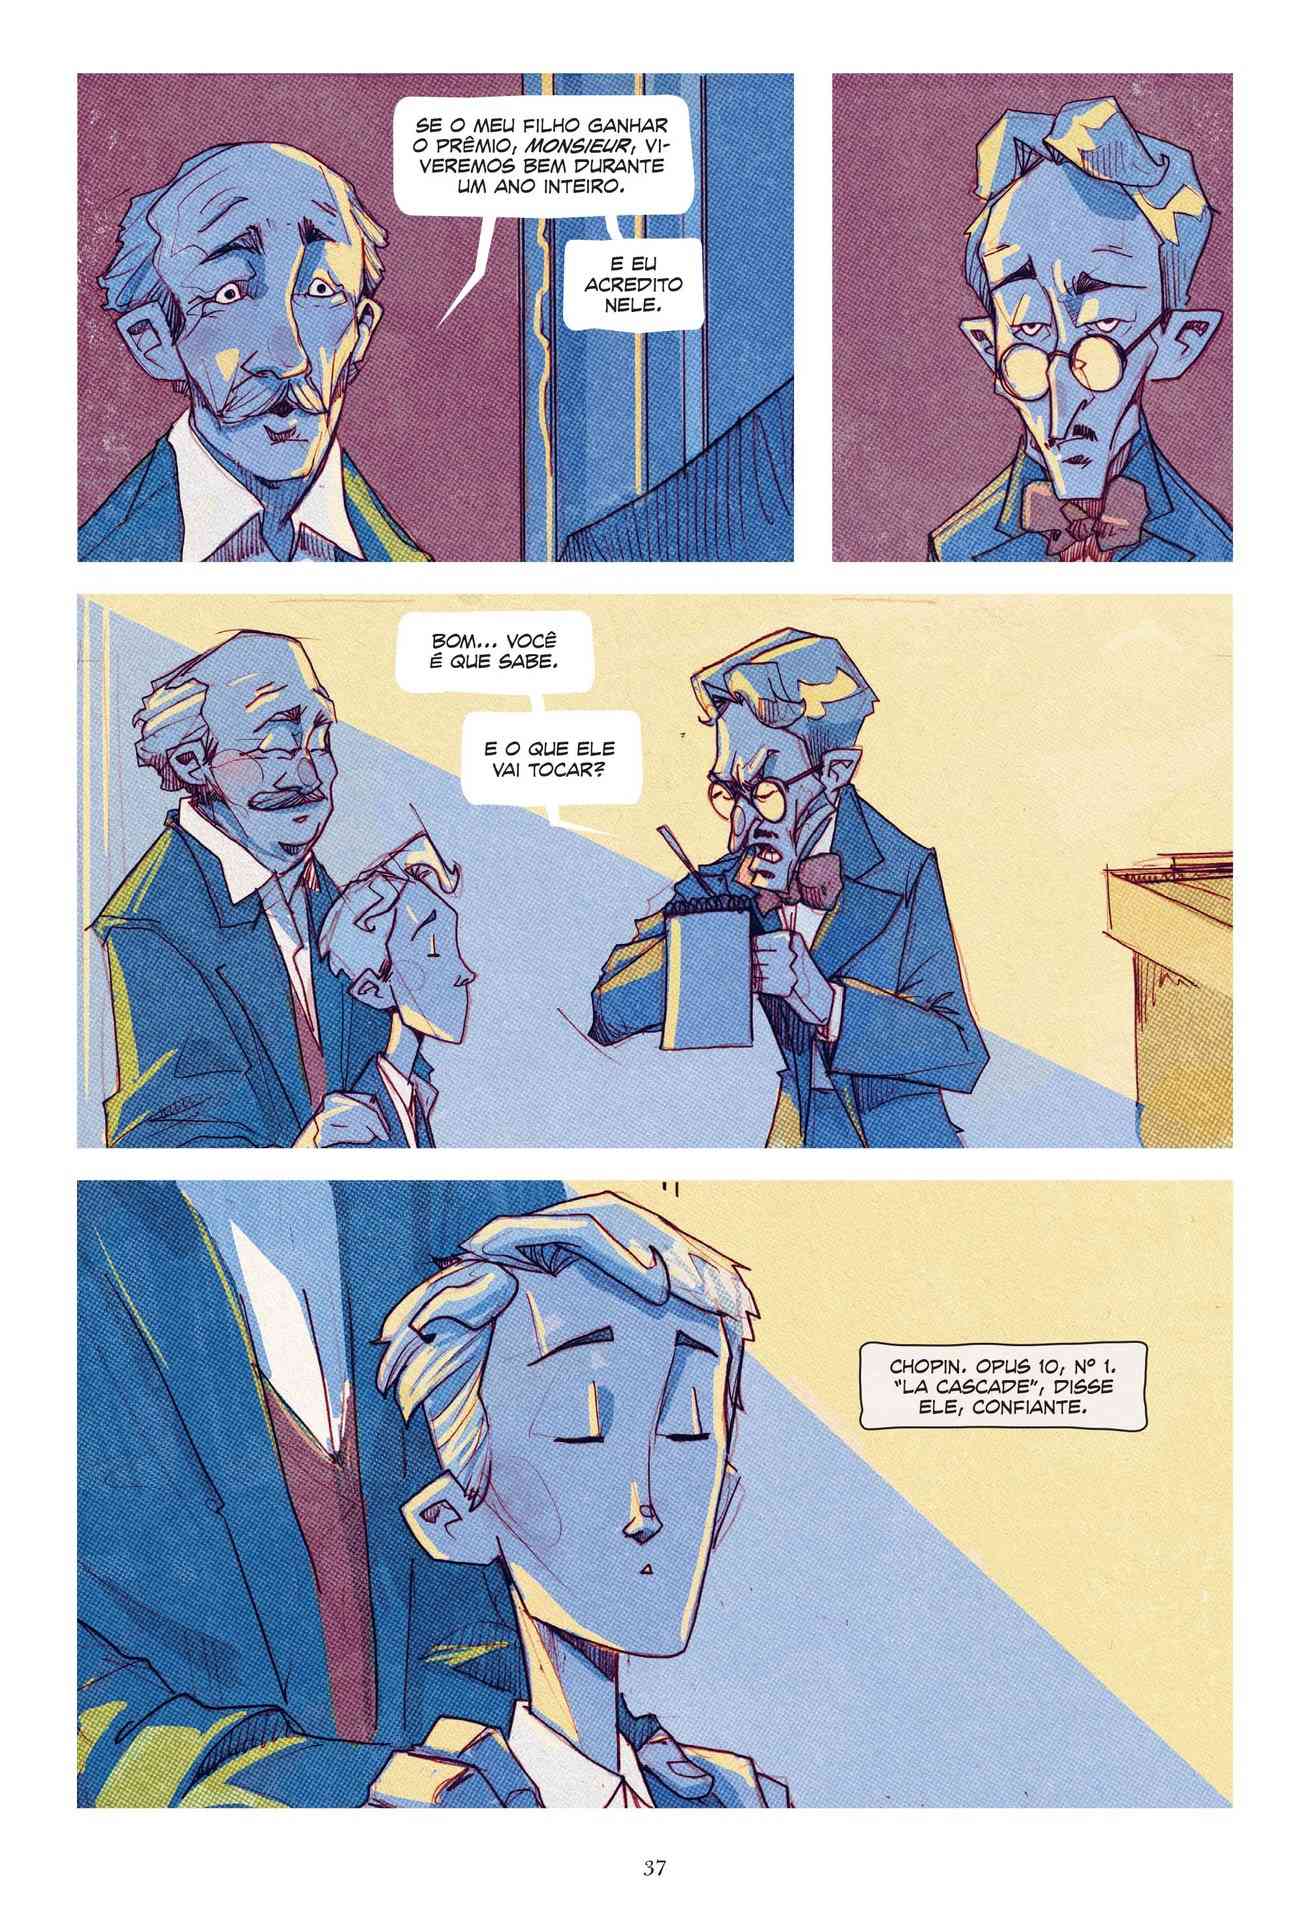 SE O MEU FILHO GANHAR
O PRÊMIO, MONSIEUR, VI-
VEREMOS BEM DURANTE
UM ANO INTEIRO.
E EU
ACREDITO
NELE.
BOM... VOCÊ
É QUE SABE.
E O QUE ELE
VAI TOCAR?
CHOPIN. OPUS 10, Nº 1.
"LA CASCADE", DISSE
ELE, CONFIANTE.
37